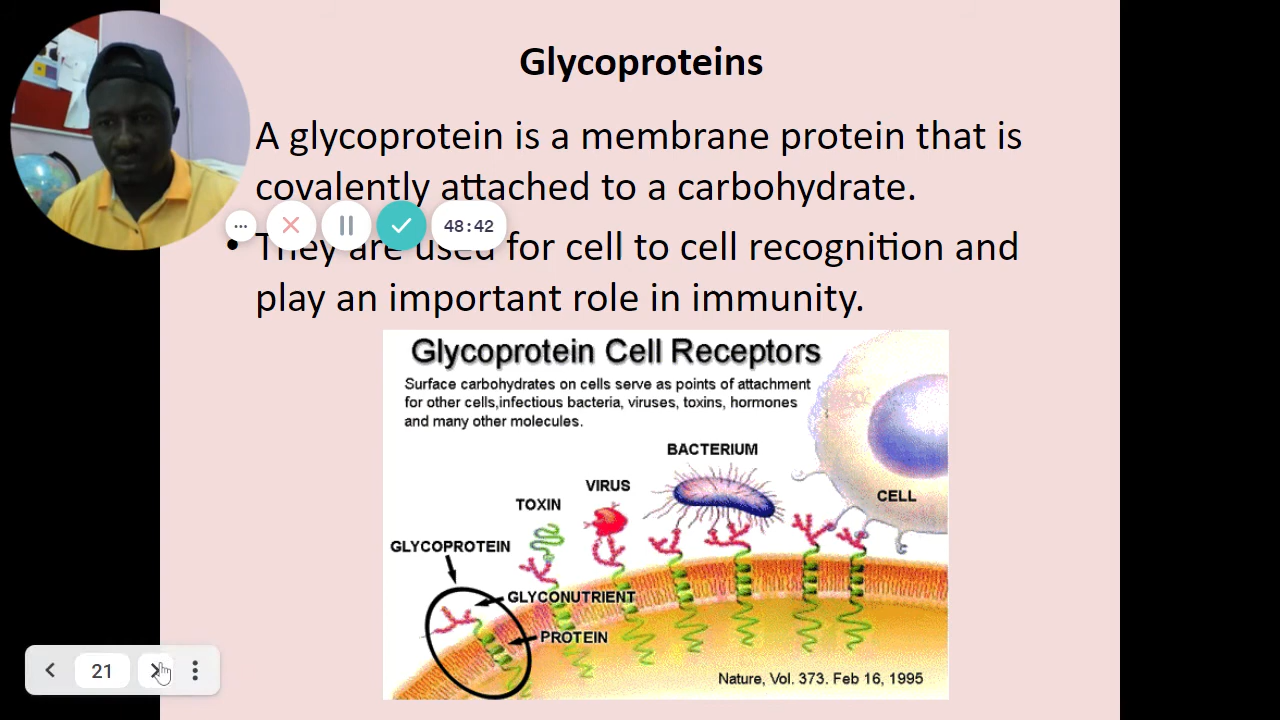 Glycoproteins
A glycoprotein is a membrane protein that is
covalently attached to a carbohydrate.
48:42
• They are used for cell to cell recognition and
play an important role in immunity.
Glycoprotein Cell Receptors
Surface carbohydrates on cells serve as points of attachment
for other cells,infectious bacteria, viruses, toxins, hormones
and many other molecules.
BACTERIUM
VIRUS
CELL
TOXIN
GLYCOPROTEIN
GLYCONUTRIENT
PROTEIN
Nature, Vol. 373. Feb 16, 1995
21